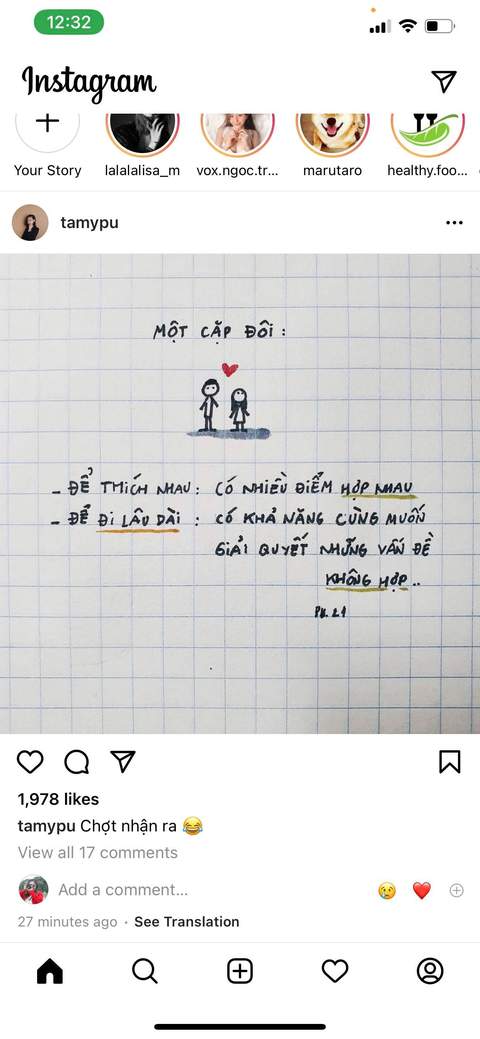 12:32
Instagram
Your Story
lalalalisa_m
vox.ngoc.tr...
marutaro
healthy.foo...
tamypu
MỘT CẶP ĐÔI :
- ĐỂ THÍCH NHAU : CÓ NHIỀU ĐIỂM HỢP NHAU
- ĐỂ ĐI LÂU DÀI : CÓ KHẢ NĂNG CÙNG MUỐN
GIẢI QUYẾT NHỮNG VẤN ĐỀ
KHÔNG HỢP..
1,978 likes
tamypu Chợt nhận ra 😂
View all 17 comments
Add a comment...
27 minutes ago · See Translation